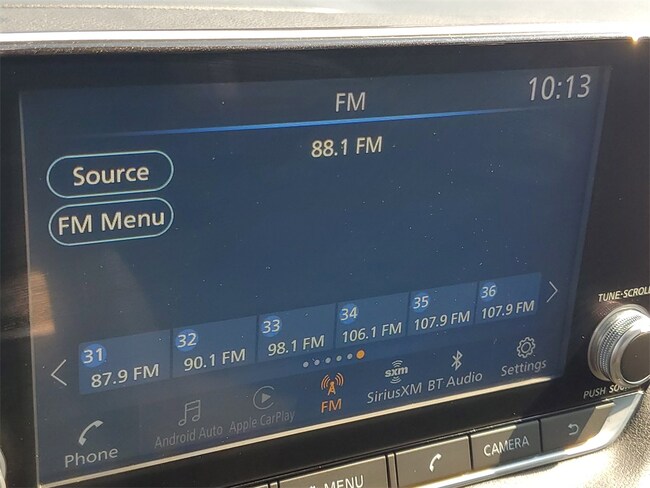 FM
10:13
88.1 FM
Source
FM Menu
31
87.9 FM
32
90.1 FM
33
98.1 FM
34
106.1 FM
35
107.9 FM
36
107.9 FM
Phone
Android Auto
Apple CarPlay
FM
sxm
SiriusXM
BT Audio
Settings
TUNE·SCROLL
PUSH
MENU
CAMERA